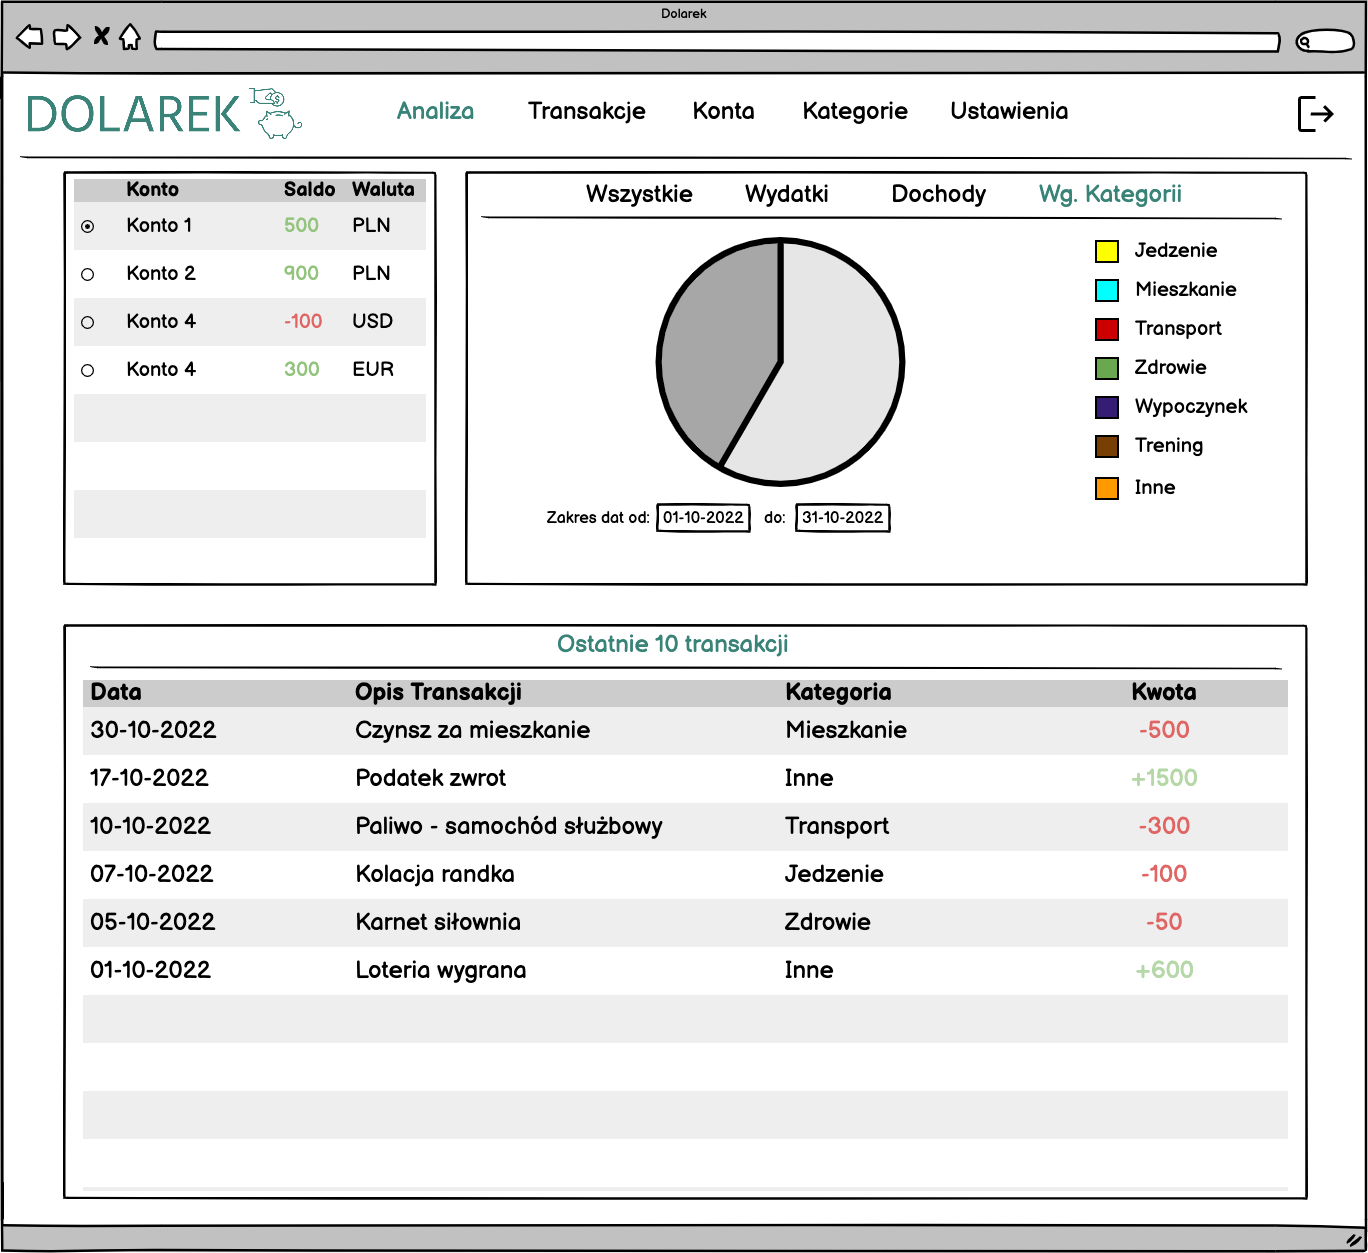 Dolarek
DOLAREK Analiza Transakcje Konta Kategorie Ustawienia
Konto Saldo Waluta
Konto 1 500 PLN
Konto 2 900 PLN
Konto 4 -100 USD
Konto 4 300 EUR
Wszystkie Wydatki Dochody Wg. Kategorii
Jedzenie
Mieszkanie
Transport
Zdrowie
Wypoczynek
Trening
Inne
Zakres dat od: 01-10-2022 do: 31-10-2022
Ostatnie 10 transakcji
Data Opis Transakcji Kategoria Kwota
30-10-2022 Czynsz za mieszkanie Mieszkanie -500
17-10-2022 Podatek zwrot Inne +1500
10-10-2022 Paliwo - samochód służbowy Transport -300
07-10-2022 Kolacja randka Jedzenie -100
05-10-2022 Karnet siłownia Zdrowie -50
01-10-2022 Loteria wygrana Inne +600